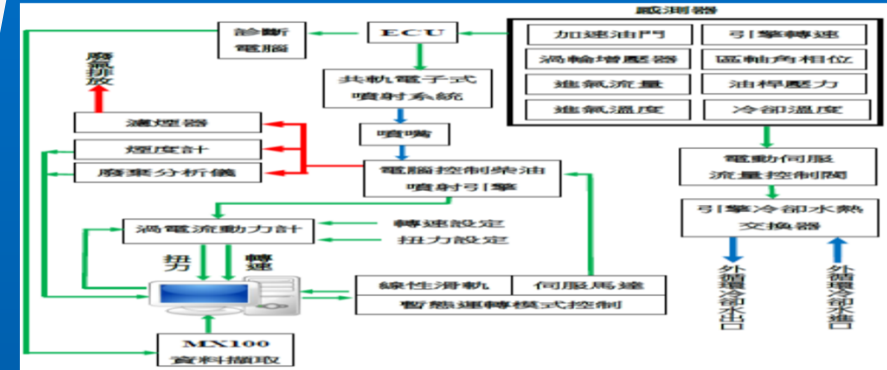 感測器
診斷
電腦
ECU
加速油門
引擎轉速
渦輪增壓器
區軸角相位
進氣流量
油桿壓力
進氣溫度
冷卻溫度
廢氣排放
共軌電子式
噴射系統
濾煙器
噴嘴
煙度計
廢棄分析儀
電腦控制柴油
噴射引擎
電動伺服
流量控制閥
渦電流動力計
轉速設定
扭力設定
引擎冷卻水熱
交換器
扭力
轉速
線性滑軌
伺服馬達
暫態運轉模式控制
外循環冷卻水出口
外循環冷卻水進口
MX100
資料擷取